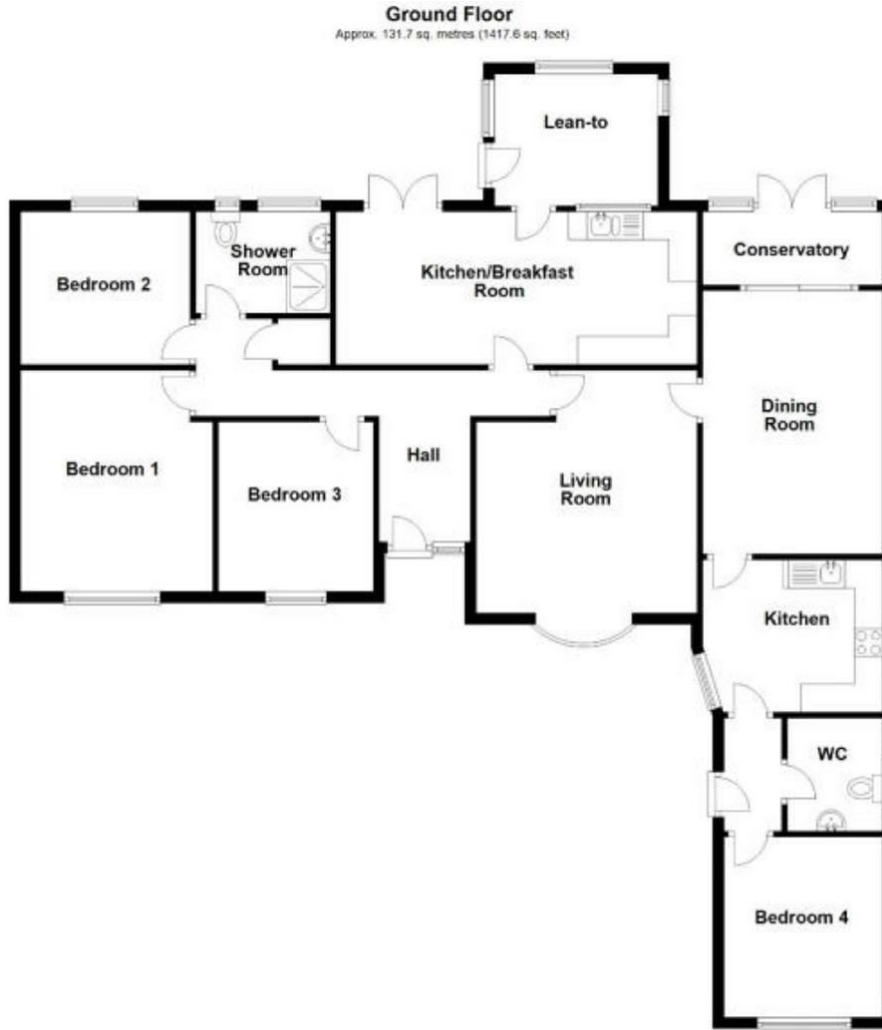 Ground Floor
Approx. 131.7 sq. metres (1417.6 sq. feet)
Lean-to
Bedroom 2
Shower
Room
Kitchen/Breakfast
Room
Conservatory
Bedroom 1
Bedroom 3
Hall
Living
Room
Dining
Room
Kitchen
WC
Bedroom 4